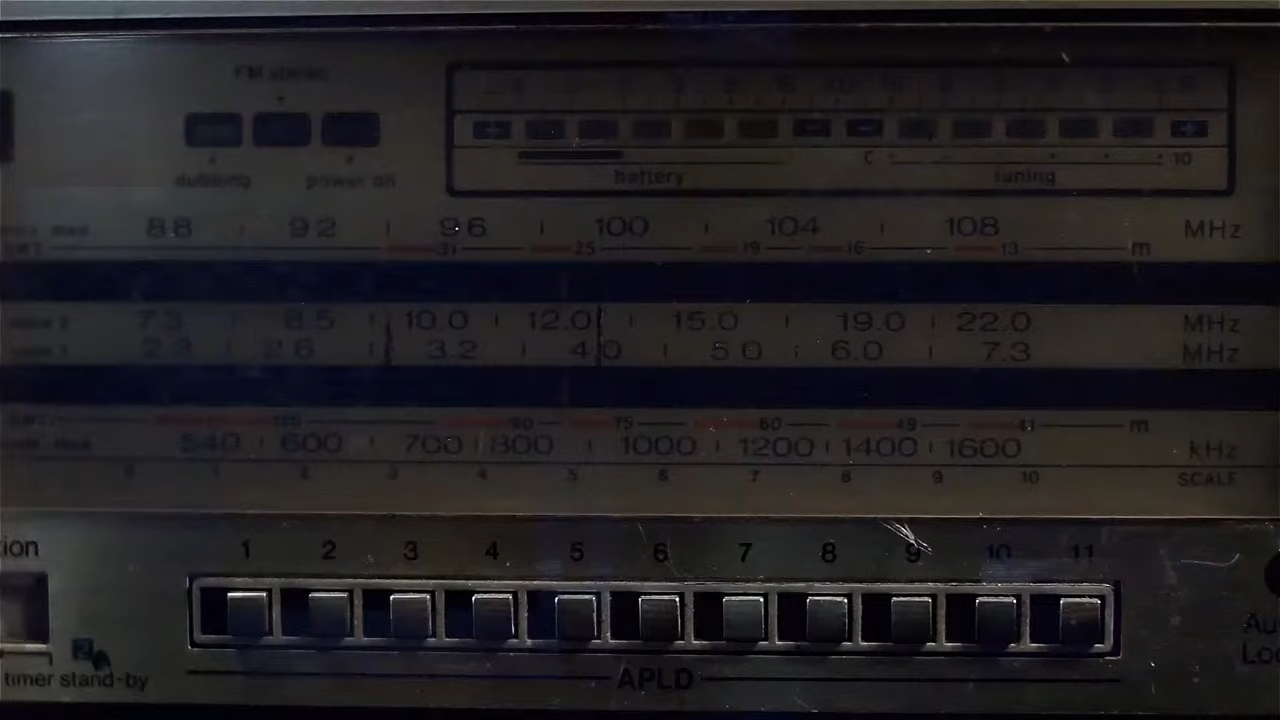 FM stereo
dubbing power on
battery C 10 tuning
88 92 96 100 104 108 MHz
31 25 19 16 13 m
7.3 8.5 10.0 12.0 15.0 19.0 22.0 MHz
2.3 2.6 3.2 4.0 5.0 6.0 7.3 MHz
120 90 75 60 49 41 m
540 600 700 800 1000 1200 1400 1600 kHz
1 2 3 4 5 6 7 8 9 10 SCALE
tion 1 2 3 4 5 6 7 8 9 10 11
2
timer stand-by
APLD